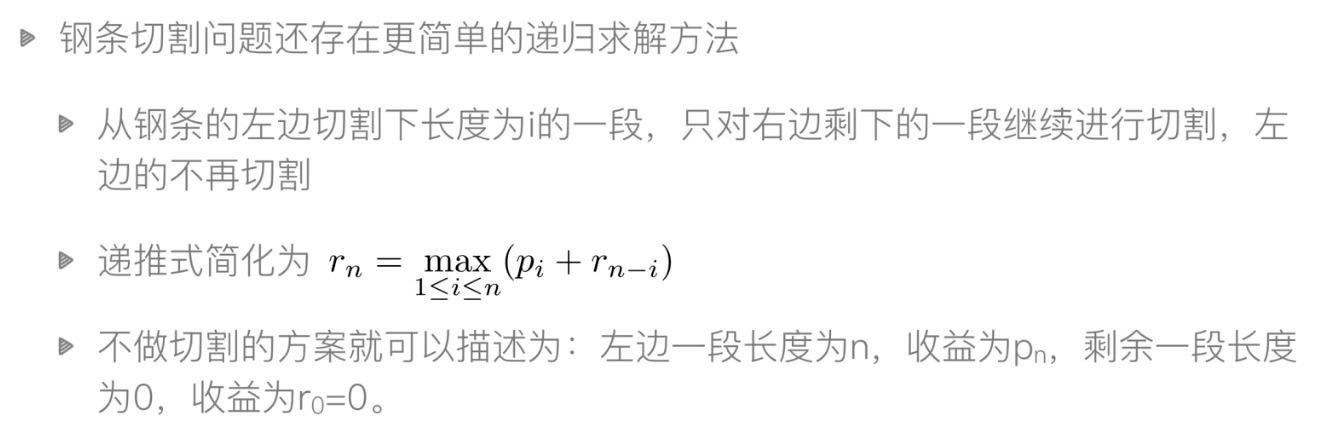 钢条切割问题还存在更简单的递归求解方法
从钢条的左边切割下长度为i的一段，只对右边剩下的一段继续进行切割，左
边的不再切割
递推式简化为 $r_n = \max_{1 \le i \le n} (p_i + r_{n-i})$
不做切割的方案就可以描述为：左边一段长度为n，收益为pₙ，剩余一段长度
为0，收益为r₀=0。